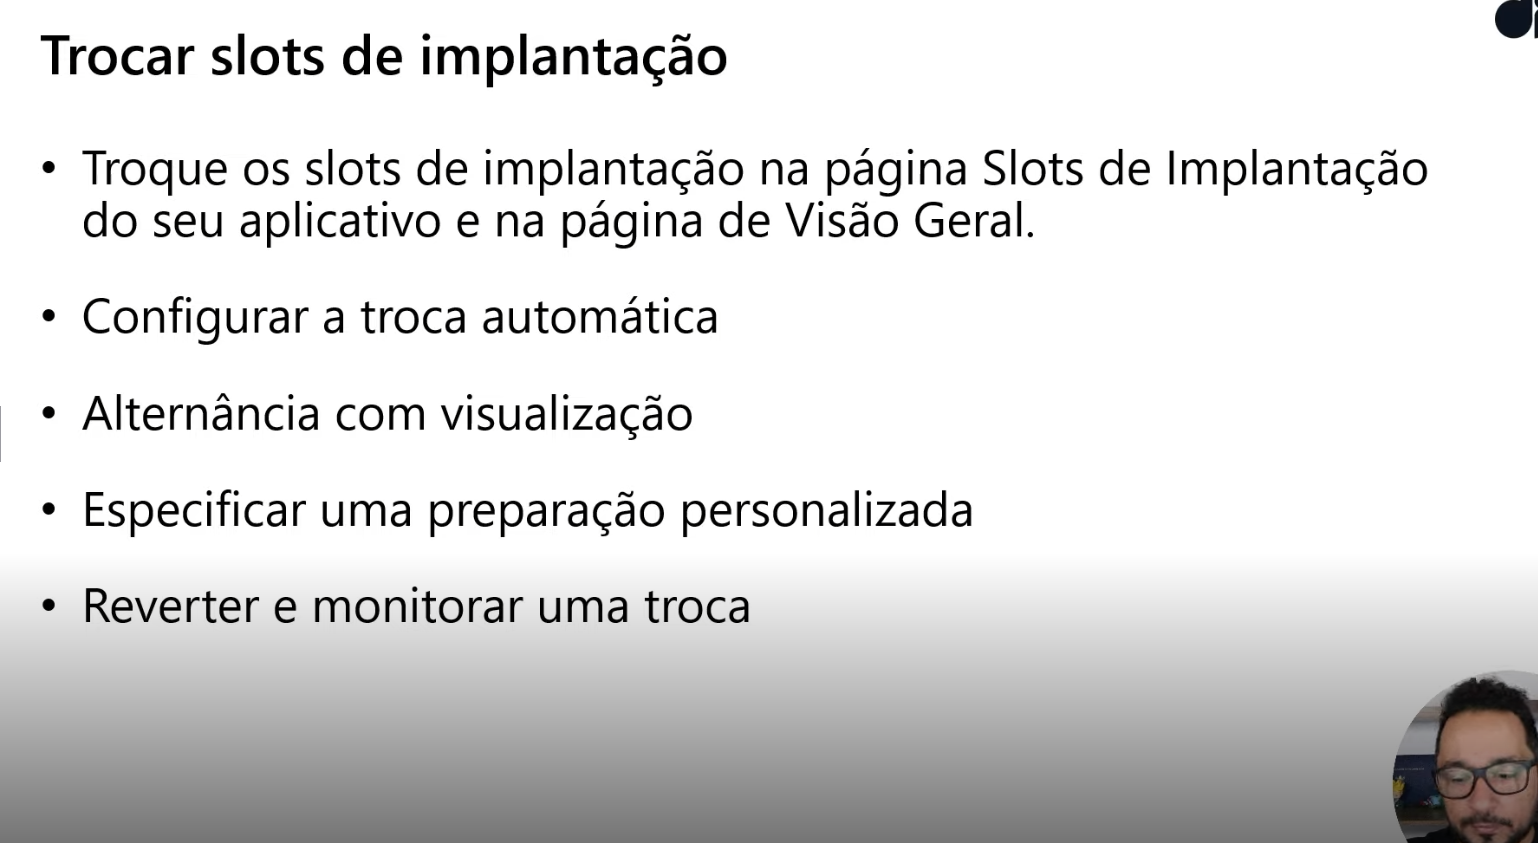 Trocar slots de implantação
• Troque os slots de implantação na página Slots de Implantação
do seu aplicativo e na página de Visão Geral.
• Configurar a troca automática
• Alternância com visualização
• Especificar uma preparação personalizada
• Reverter e monitorar uma troca